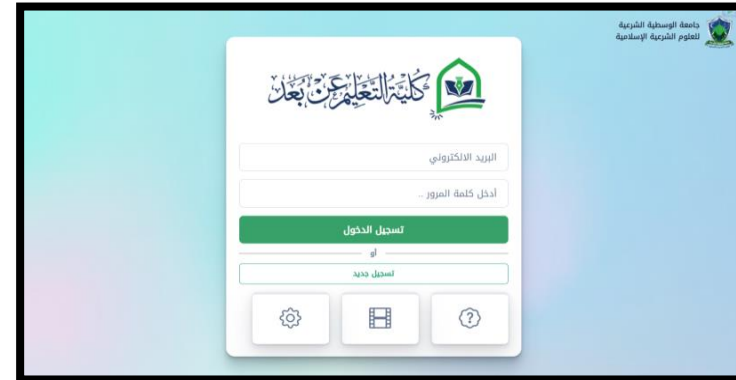 جامعة الوسطية الشرعية
للعلوم الشرعية الإسلامية
كلية التعليم عن بعد
البريد الالكتروني
أدخل كلمة المرور ..
تسجيل الدخول
أو
تسجيل جديد